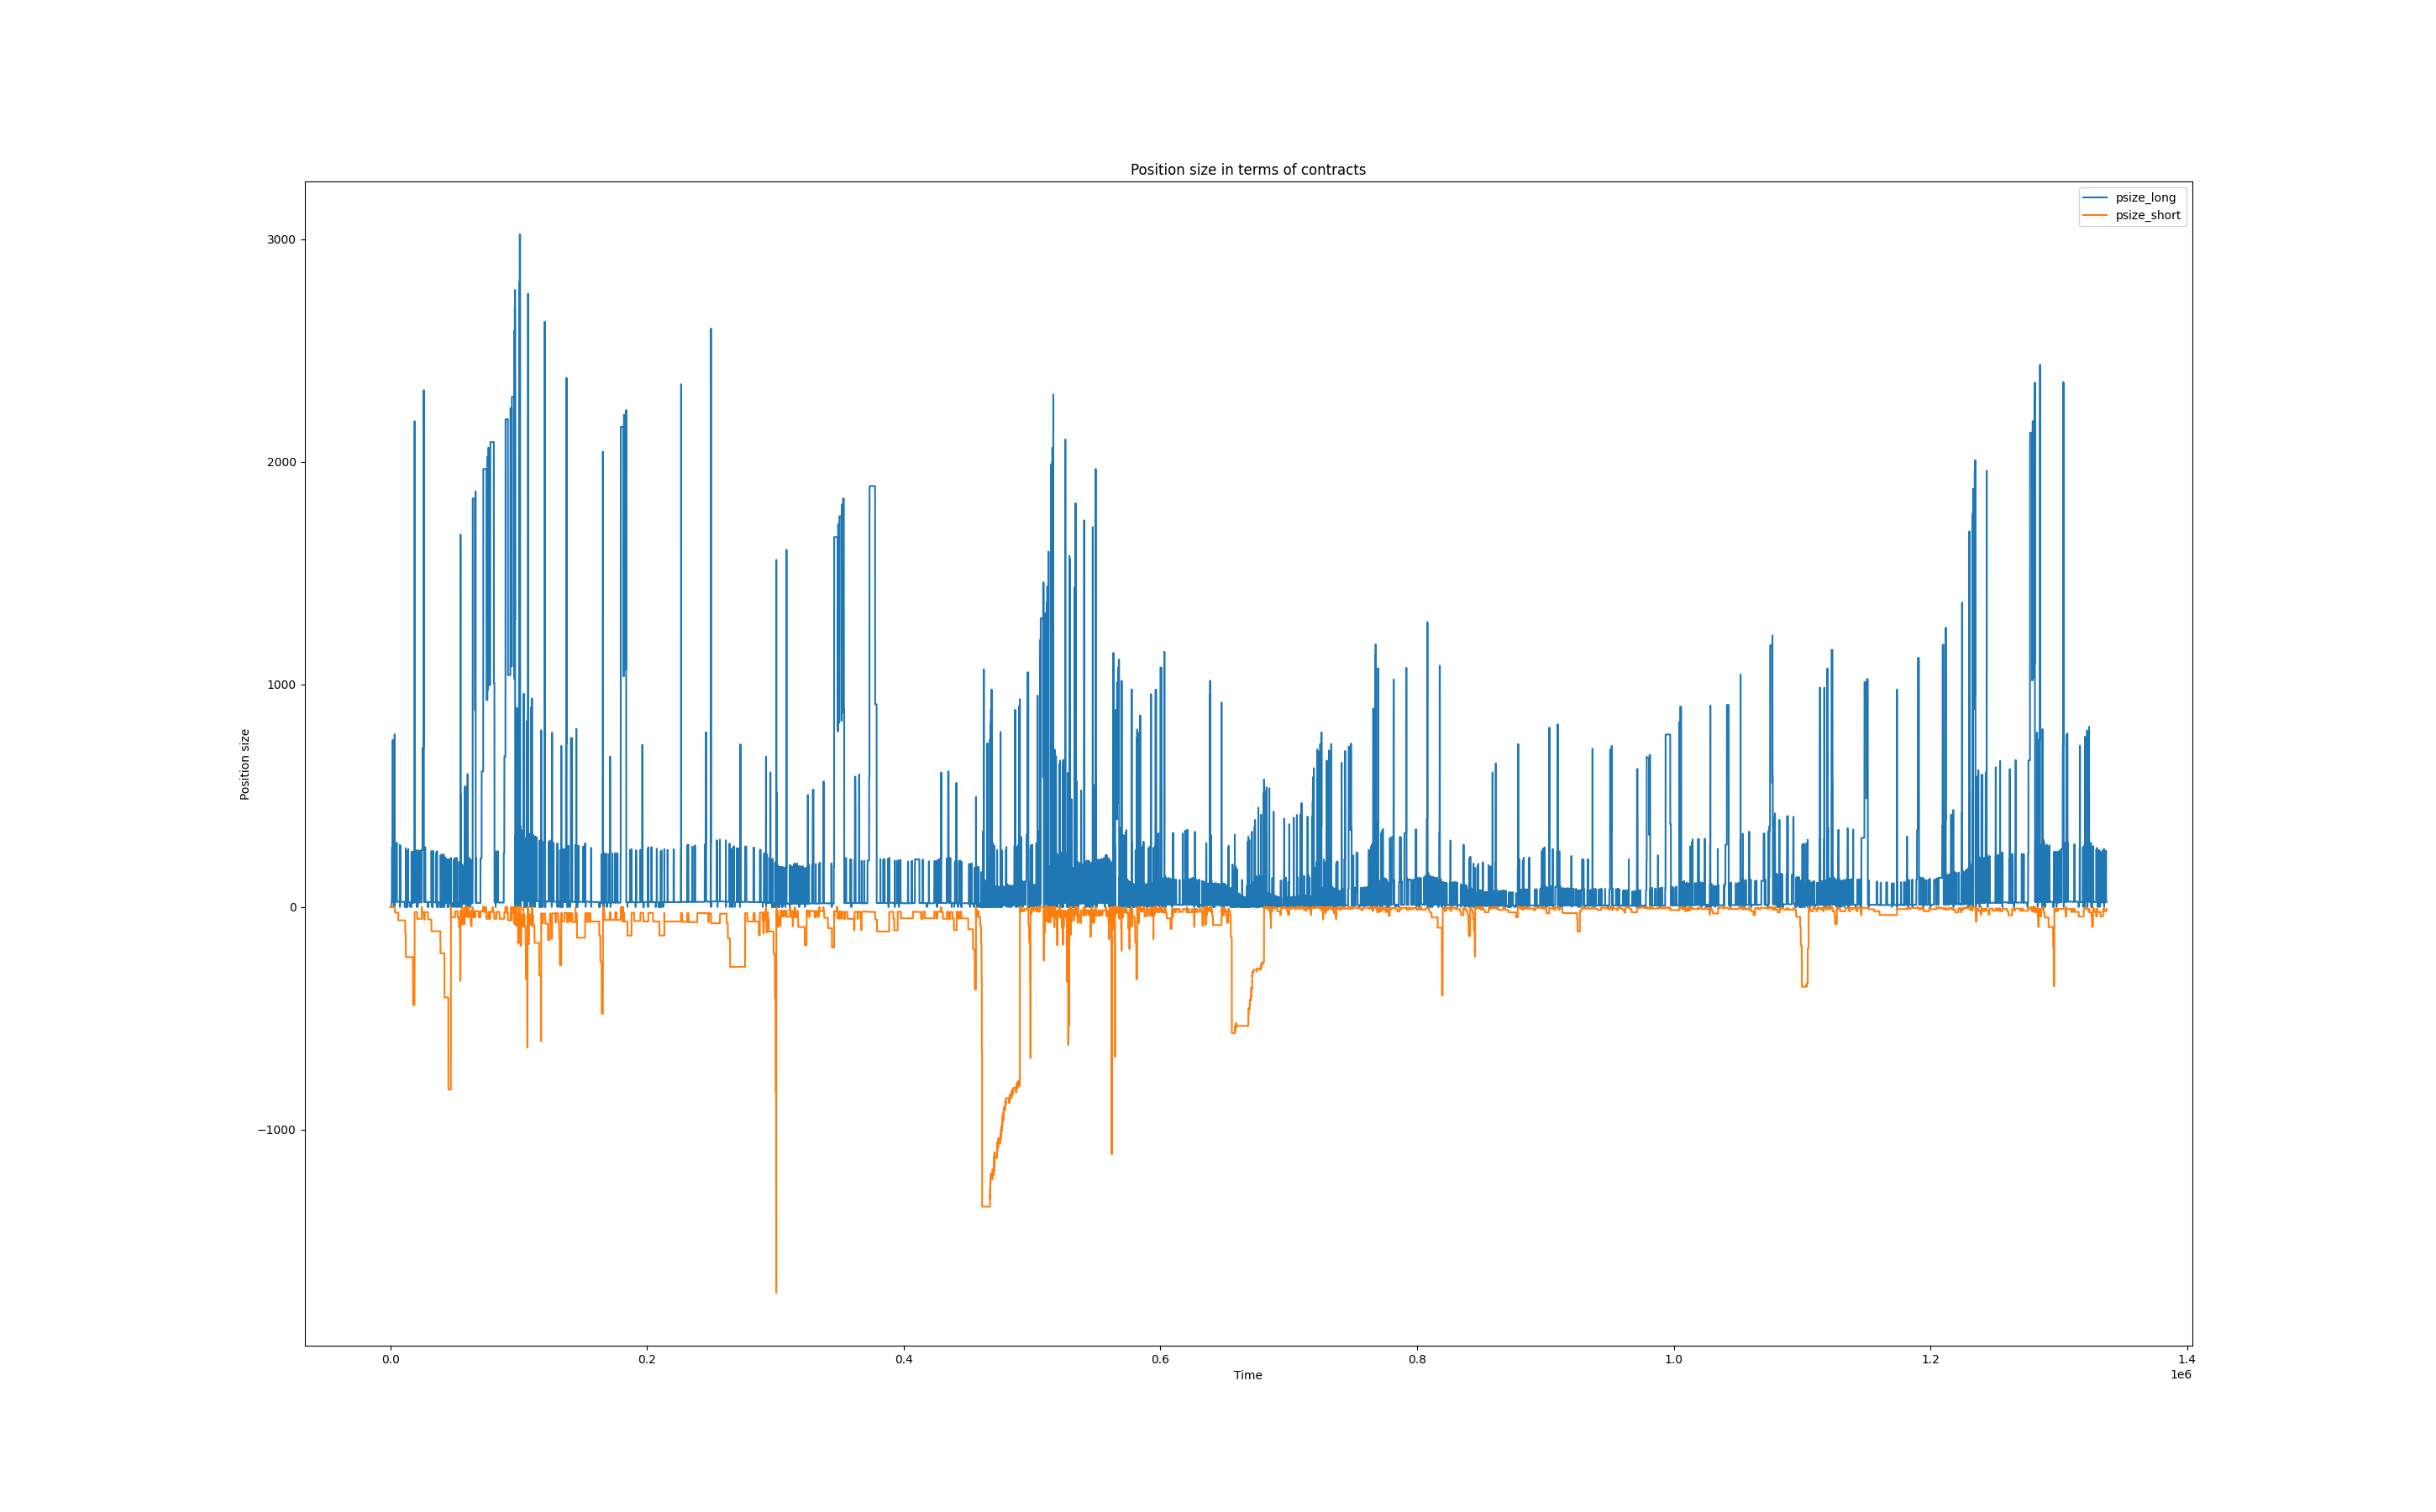 Position size in terms of contracts
psize_long
psize_short
3000
2000
1000
0
−1000
Position size
0.0 0.2 0.4 0.6 0.8 1.0 1.2 1.4
Time
1e6